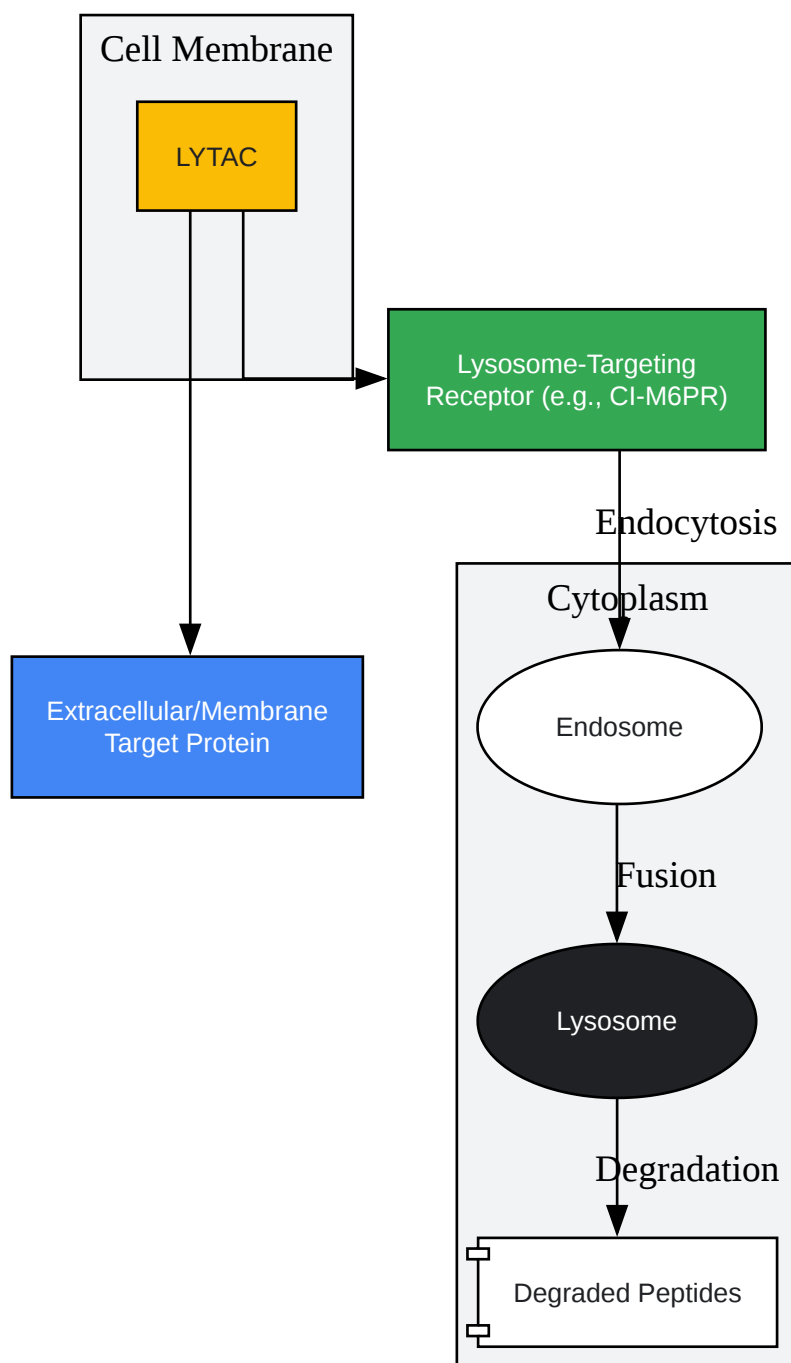 Cell Membrane
LYTAC
Lysosome-Targeting
Receptor (e.g., CI-M6PR)
Endocytosis
Cytoplasm
Extracellular/Membrane
Target Protein
Endosome
Fusion
Lysosome
Degradation
Degraded Peptides